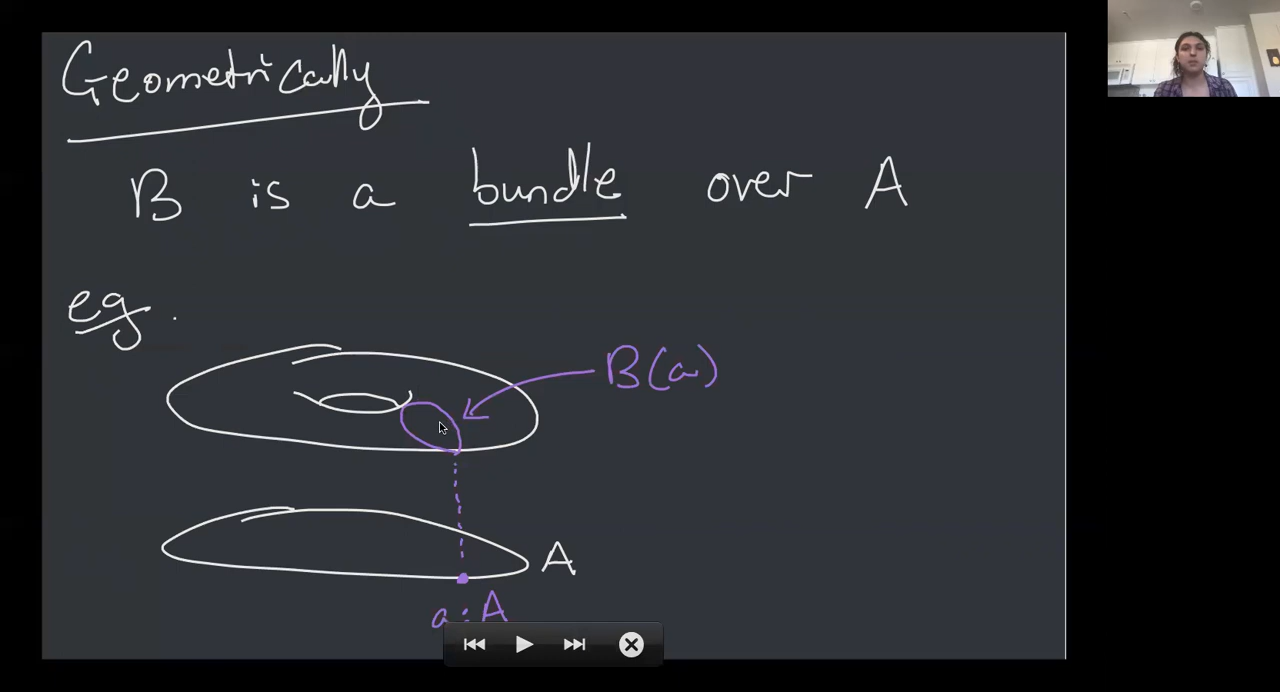 Geometrically
B is a bundle over A
eg.
B(a)
A
a : A